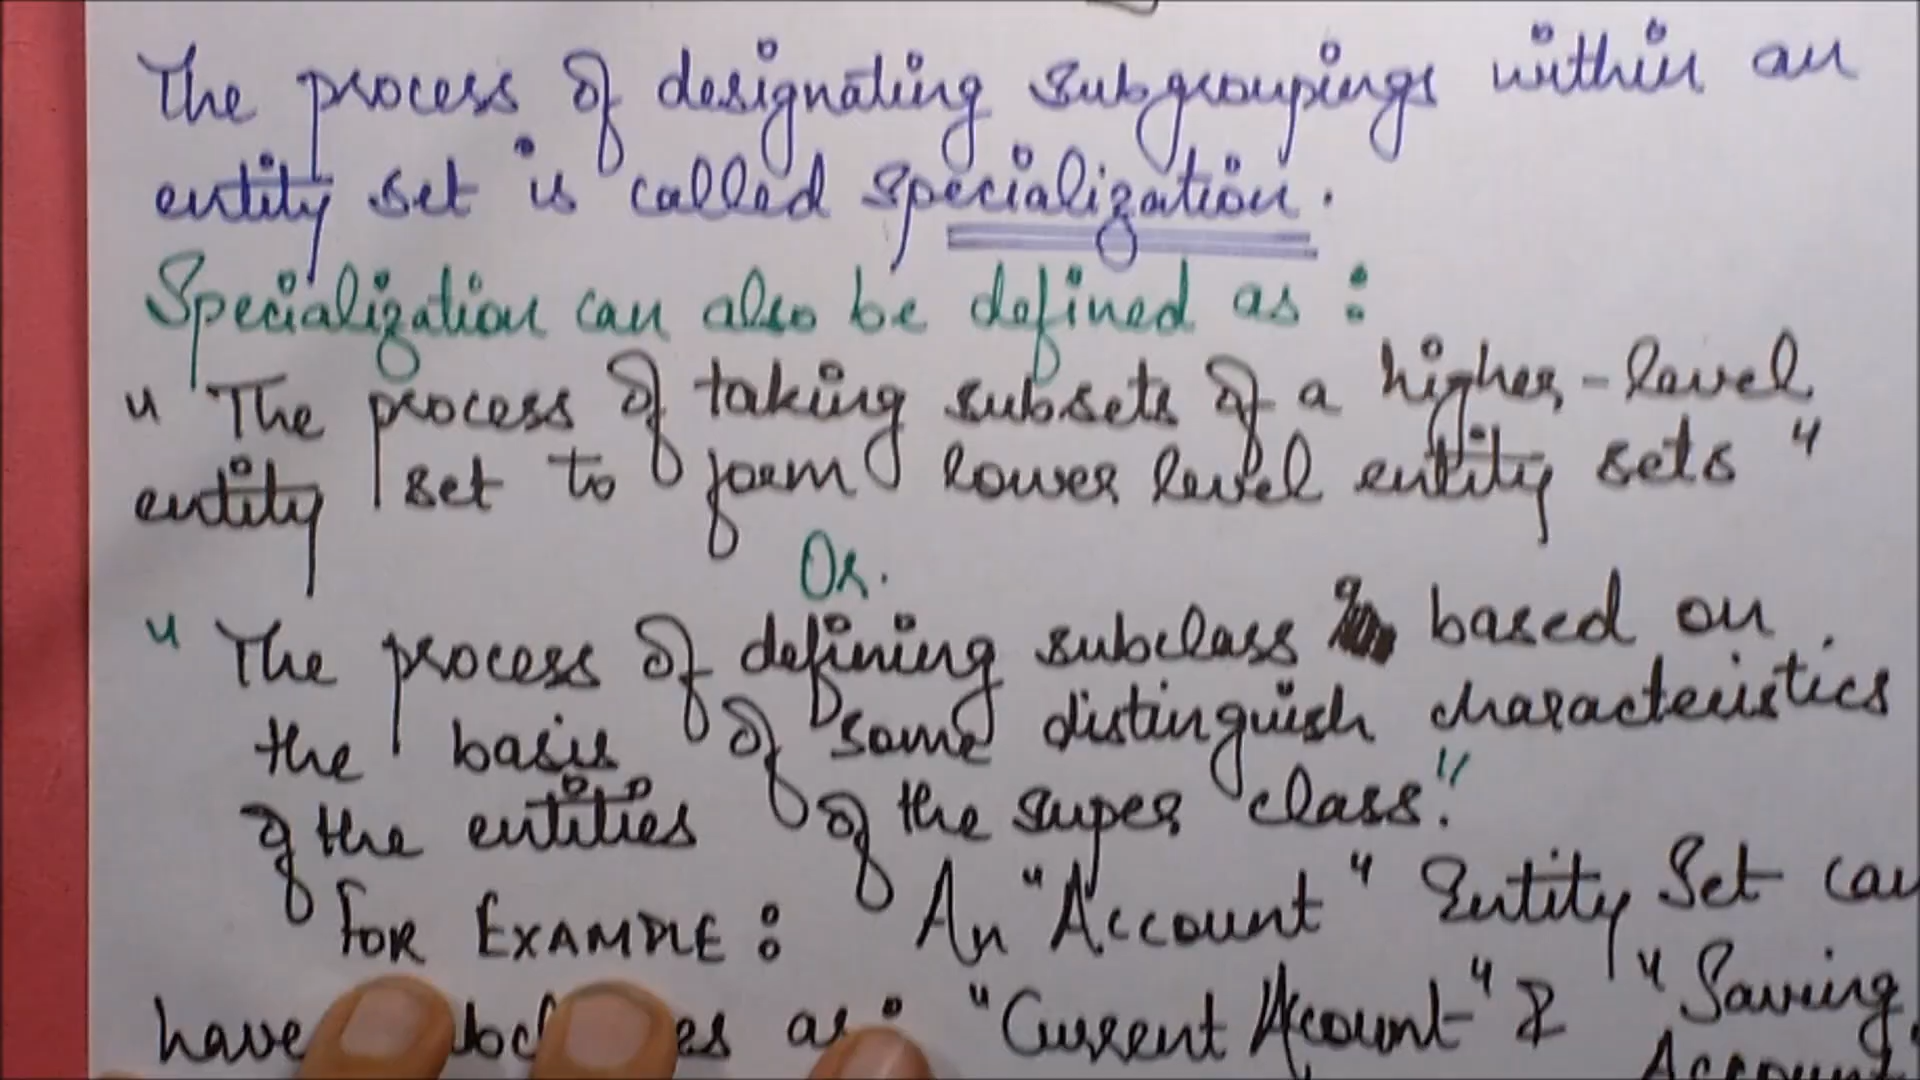 The process of designating subgroupings within an
entity set is called specialization.
Specialization can also be defined as :
" The process of taking subsets of a higher-level
entity set to form lower level entity sets "
Or.
" The process of defining subclass based on
the basis of some distinguish characteristics
of the entities of the super class."
FOR EXAMPLE : An "Account" Entity Set can
have as: "Current Account" & "Saving
Account